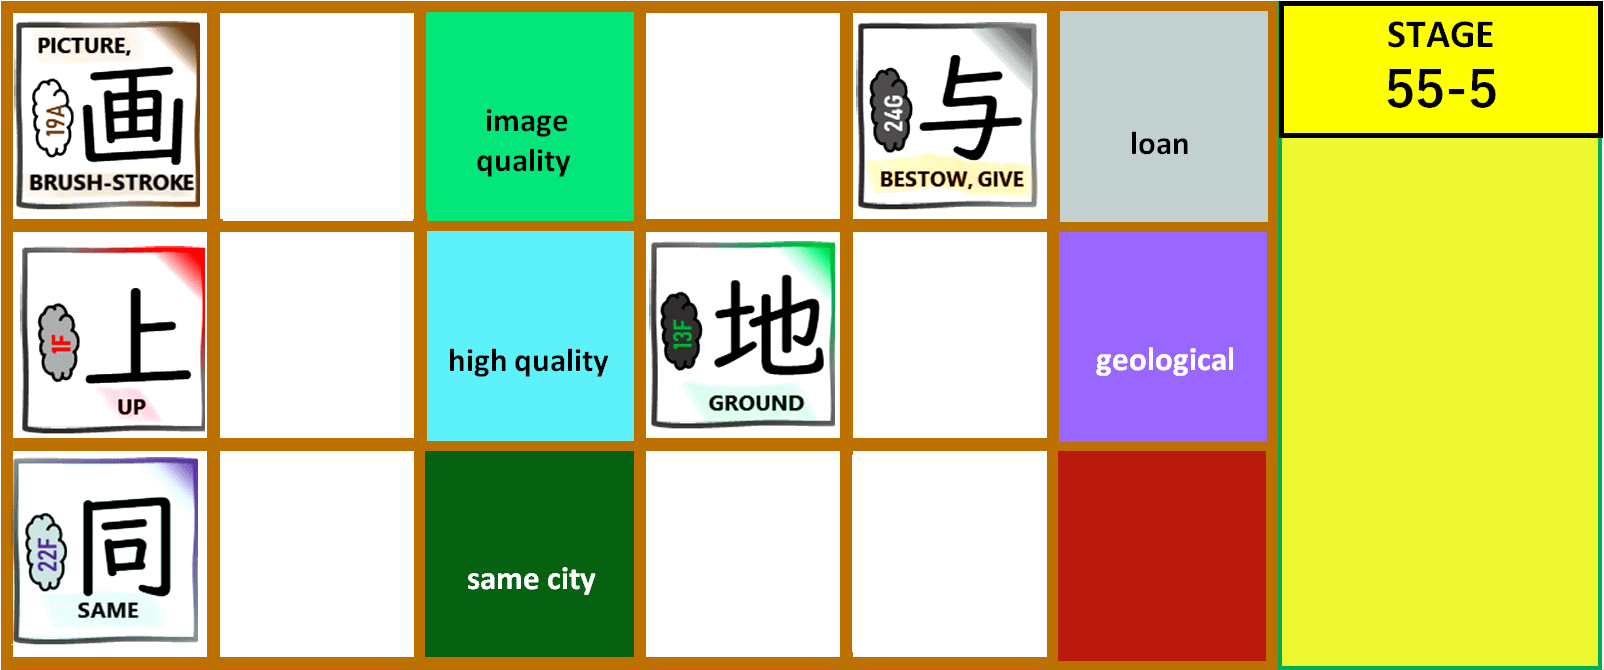 PICTURE,
19A
画
BRUSH-STROKE
image
quality
24G
与
BESTOW, GIVE
loan
STAGE
55-5
1F
上
UP
high quality
13F
地
GROUND
geological
22F
同
SAME
same city